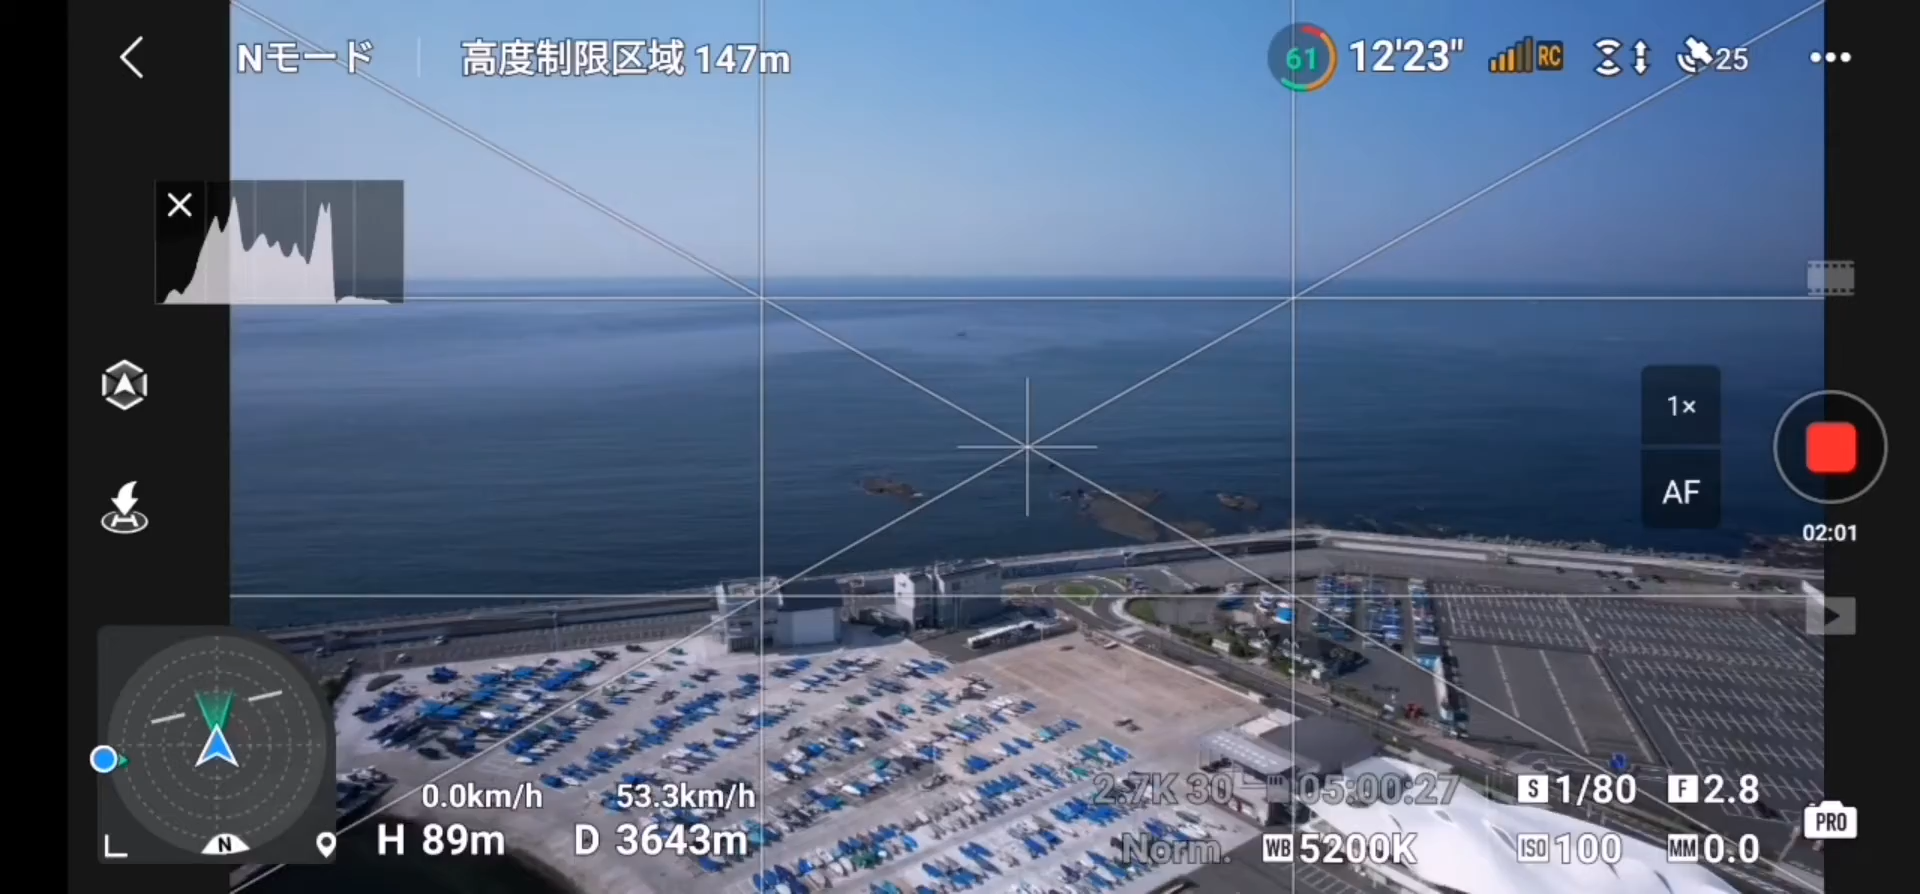 Nモード 高度制限区域 147m 61 12'23" RC 25
1×
AF
02:01
0.0km/h 53.3km/h
H 89m D 3643m
N
2.7K 30 05:00:27 S 1/80 F 2.8
Norm. WB 5200K ISO 100 MM 0.0
PRO